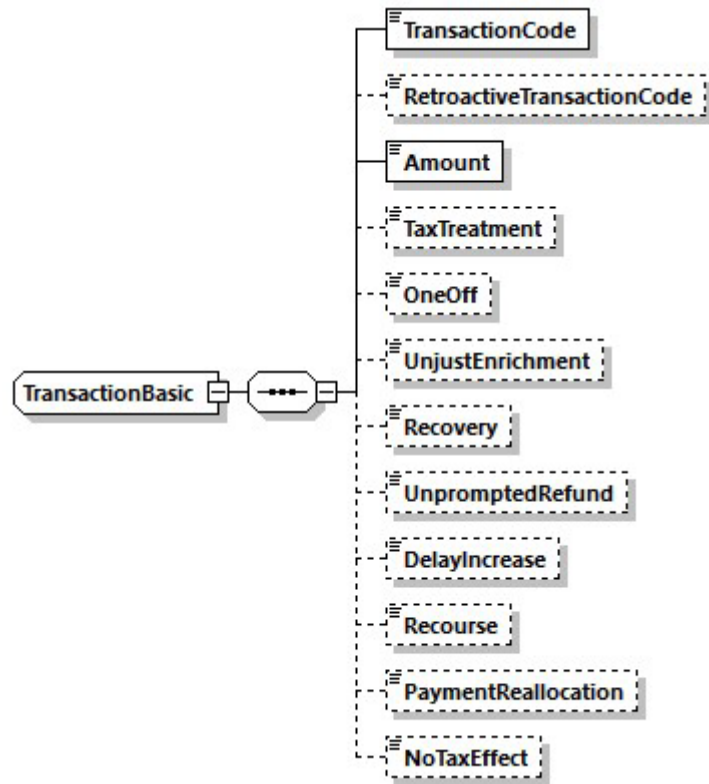 TransactionCode
RetroactiveTransactionCode
Amount
TaxTreatment
OneOff
UnjustEnrichment
TransactionBasic
Recovery
UnpromptedRefund
DelayIncrease
Recourse
PaymentReallocation
NoTaxEffect